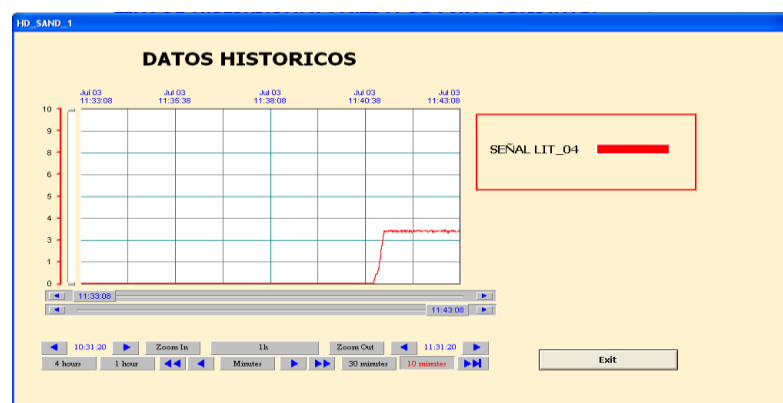 HD_SAND_1
DATOS HISTORICOS
Jul 03 Jul 03 Jul 03 Jul 03 Jul 03
11:33:08 11:35:38 11:38:08 11:40:38 11:43:08
10
9
8
6
5
4
3
1
0
SEÑAL LIT_04
11:33:08
11:43:08
10:31:20 Zoom In 1h Zoom Out 11:31:20
4 hours 1 hour Minutes 30 minutes 10 minutes
Exit